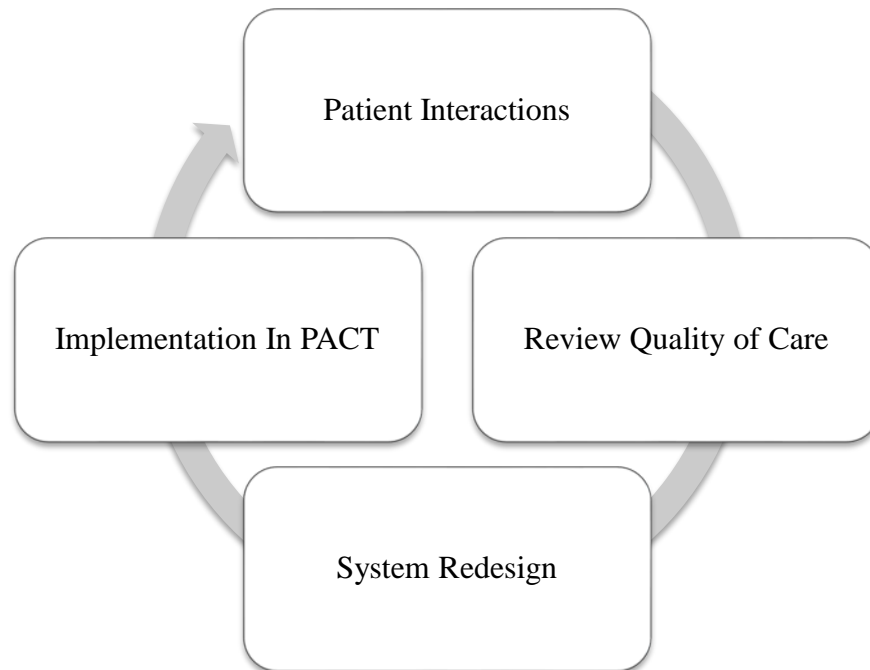 Patient Interactions
Implementation In PACT
Review Quality of Care
System Redesign